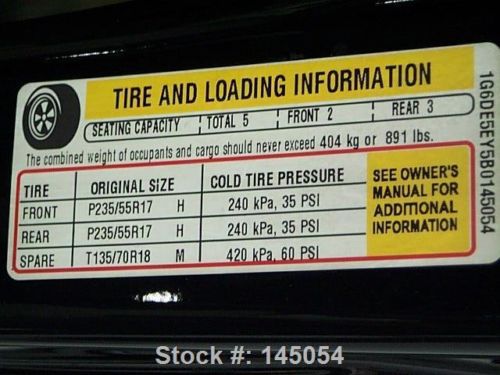 TIRE AND LOADING INFORMATION
SEATING CAPACITY TOTAL 5 FRONT 2 REAR 3
The combined weight of occupants and cargo should never exceed 404 kg or 891 lbs.
TIRE ORIGINAL SIZE COLD TIRE PRESSURE
FRONT P235/55R17 H 240 kPa, 35 PSI
REAR P235/55R17 H 240 kPa, 35 PSI
SPARE T135/70R18 M 420 kPa, 60 PSI
SEE OWNER'S
MANUAL FOR
ADDITIONAL
INFORMATION
1G6DE5EY5B0145054
Stock #: 145054